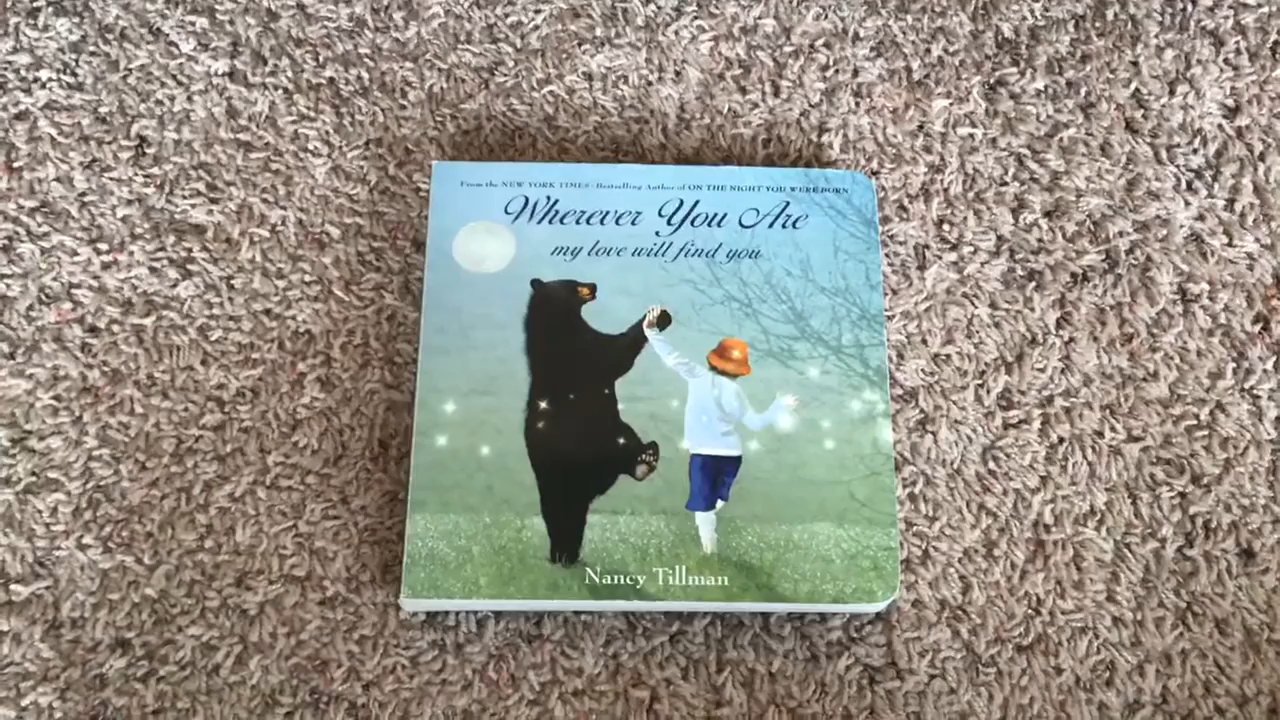 From the NEW YORK TIMES Bestselling Author of ON THE NIGHT YOU WERE BORN
Wherever You Are
my love will find you
Nancy Tillman